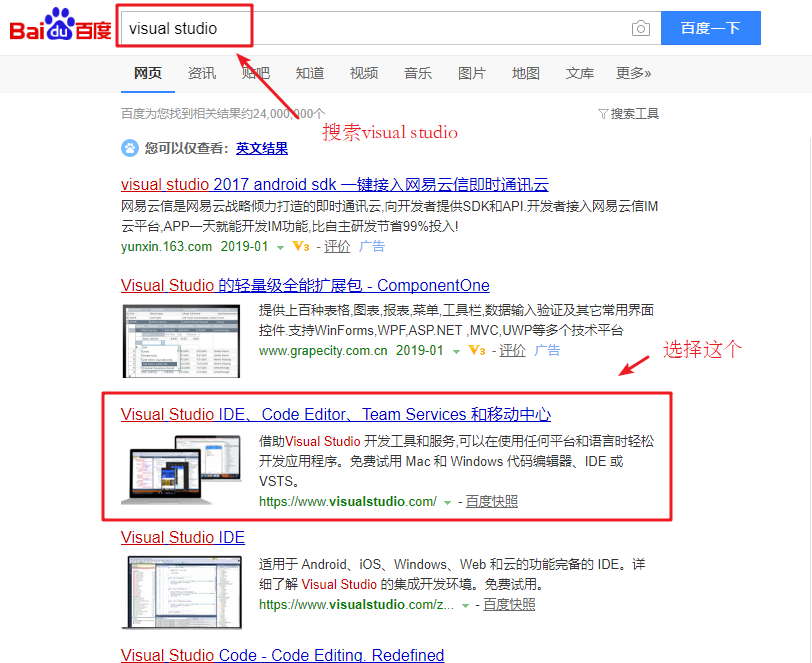 Bai du 百度 visual studio 百度一下
网页 资讯 贴吧 知道 视频 音乐 图片 地图 文库 更多»
百度为您找到相关结果约24,000,000个 搜索工具
搜索visual studio
您可以仅查看：英文结果
visual studio 2017 android sdk 一键接入网易云信即时通讯云
网易云信是网易云战略倾力打造的即时通讯云,向开发者提供SDK和API.开发者接入网易云信IM
云平台,APP一天就能开发IM功能,比自主研发节省99%投入!
yunxin.163.com 2019-01 V3 - 评价 广告
Visual Studio 的轻量级全能扩展包 - ComponentOne
提供上百种表格,图表,报表,菜单,工具栏,数据输入验证及其它常用界面
控件.支持WinForms,WPF,ASP.NET ,MVC,UWP等多个技术平台
www.grapecity.com.cn 2019-01 V3 - 评价 广告
选择这个
Visual Studio IDE、Code Editor、Team Services 和移动中心
借助Visual Studio 开发工具和服务,可以在使用任何平台和语言时轻松
开发应用程序。免费试用 Mac 和 Windows 代码编辑器、IDE 或
VSTS。
https://www.visualstudio.com/ - 百度快照
Visual Studio IDE
适用于 Android、iOS、Windows、Web 和云的功能完备的 IDE。详
细了解 Visual Studio 的集成开发环境。免费试用。
https://www.visualstudio.com/z... - 百度快照
Visual Studio Code - Code Editing. Redefined